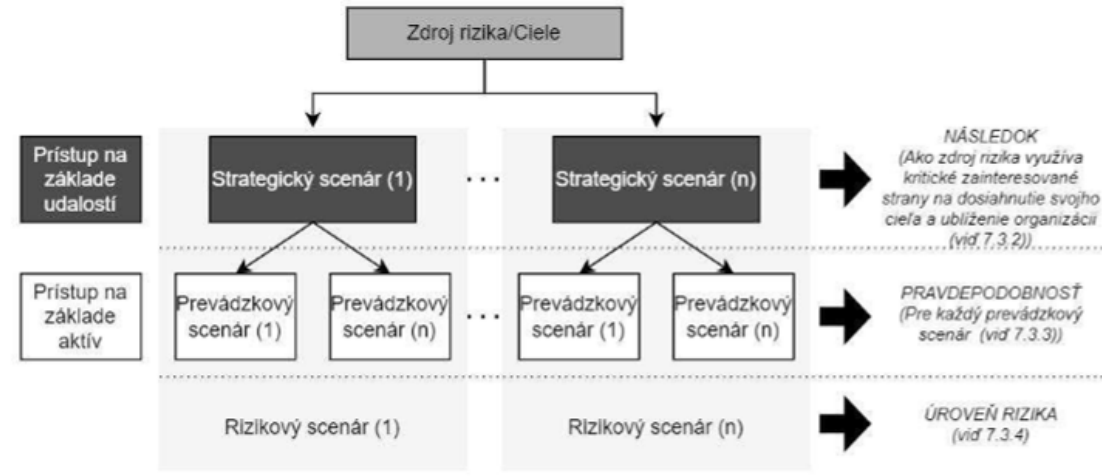 Zdroj rizika/Ciele
Prístup na
základe
udalostí
Strategický scenár (1)
. . .
Strategický scenár (n)
NÁSLEDOK
(Ako zdroj rizika využíva
kritické zainteresované
strany na dosiahnutie svojho
cieľa a ublíženie organizácii
(viď 7.3.2))
Prístup na
základe
aktív
Prevádzkový
scenár (1)
Prevádzkový
scenár (n)
. . .
Prevádzkový
scenár (1)
Prevádzkový
scenár (n)
PRAVDEPODOBNOSŤ
(Pre každý prevádzkový
scenár (viď 7.3.3))
Rizikový scenár (1)
Rizikový scenár (n)
ÚROVEŇ RIZIKA
(viď 7.3.4)